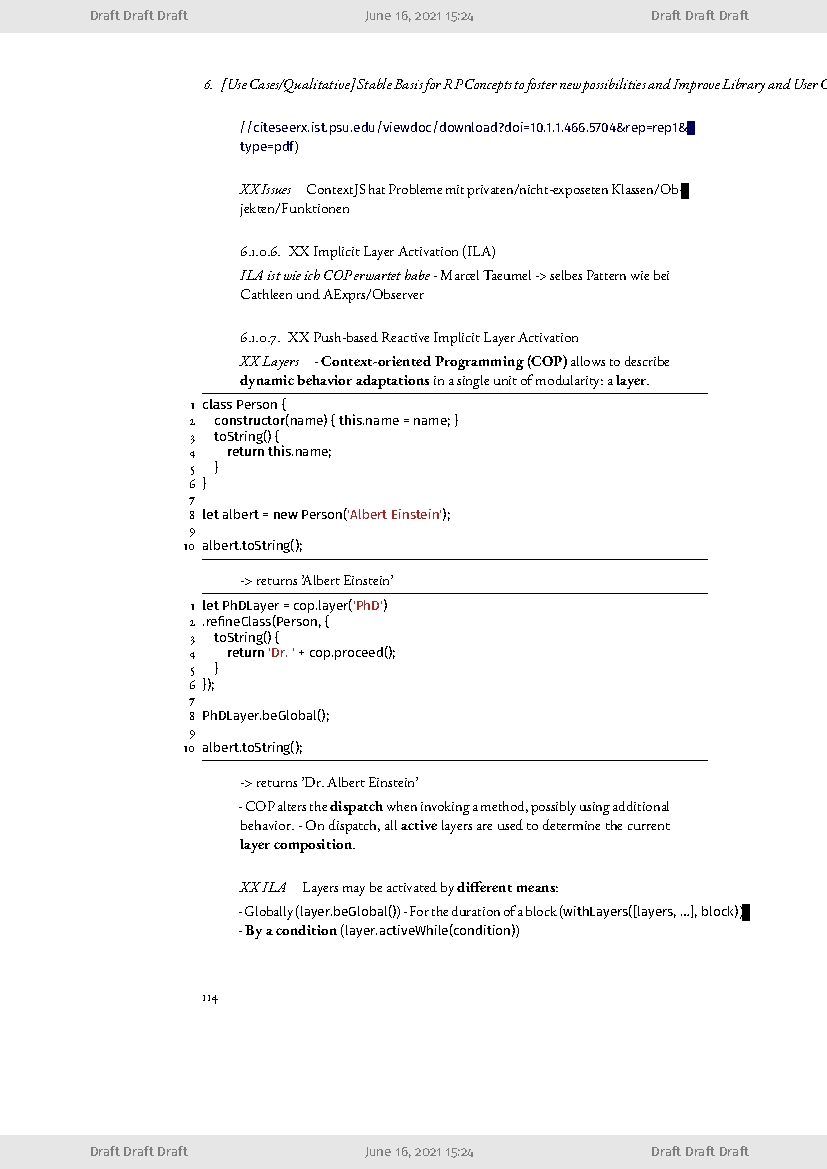 Draft Draft Draft June 16, 2021 15:24 Draft Draft Draft
6. [Use Cases/Qualitative] Stable Basis for RP Concepts to foster new possibilities and Improve Library and User
//citeseerx.ist.psu.edu/viewdoc/download?doi=10.1.1.466.5704&rep=rep1&
type=pdf)
XX Issues ContextJS hat Probleme mit privaten/nicht-exposeten Klassen/Ob-
jekten/Funktionen
6.1.0.6. XX Implicit Layer Activation (ILA)
ILA ist wie ich COP erwartet habe - Marcel Taeumel -> selbes Pattern wie bei
Cathleen und AExprs/Observer
6.1.0.7. XX Push-based Reactive Implicit Layer Activation
XX Layers - Context-oriented Programming (COP) allows to describe
dynamic behavior adaptations in a single unit of modularity: a layer.
1 class Person {
2 constructor(name) { this.name = name; }
3 toString() {
4 return this.name;
5 }
6 }
7
8 let albert = new Person('Albert Einstein');
9
10 albert.toString();
-> returns 'Albert Einstein'
1 let PhDLayer = cop.layer('PhD')
2 .refineClass(Person, {
3 toString() {
4 return 'Dr. ' + cop.proceed();
5 }
6 });
7
8 PhDLayer.beGlobal();
9
10 albert.toString();
-> returns 'Dr. Albert Einstein'
- COP alters the dispatch when invoking a method, possibly using additional
behavior. - On dispatch, all active layers are used to determine the current
layer composition.
XX ILA Layers may be activated by different means:
- Globally (layer.beGlobal()) - For the duration of a block (withLayers([layers, ...], block))
- By a condition (layer.activeWhile(condition))
114
Draft Draft Draft June 16, 2021 15:24 Draft Draft Draft